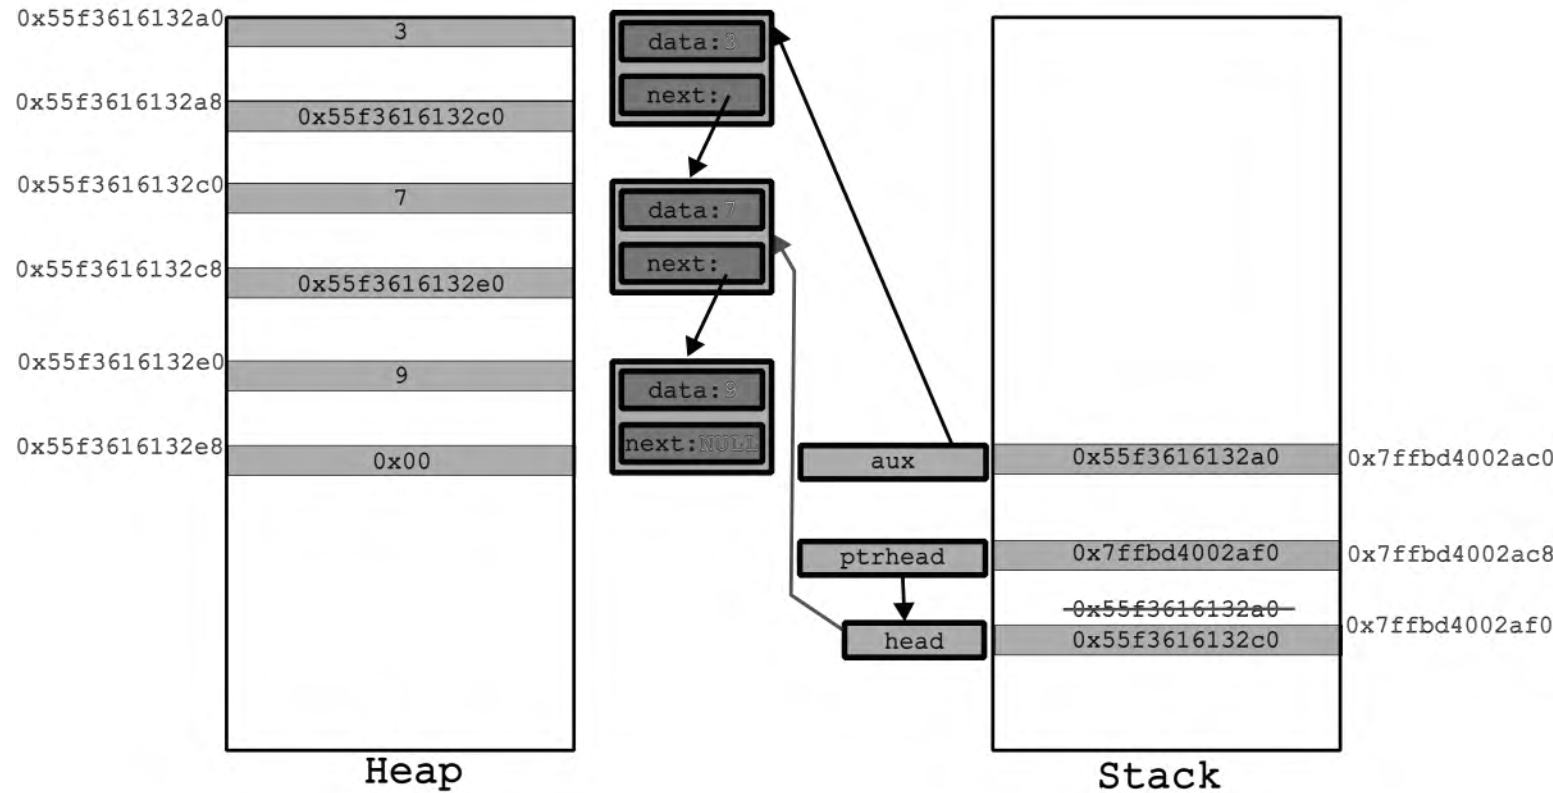 0x55f3616132a0
3
0x55f3616132a8
0x55f3616132c0
0x55f3616132c0
7
0x55f3616132c8
0x55f3616132e0
0x55f3616132e0
9
0x55f3616132e8
0x00
Heap
data:3
next:
data:7
next:
data:9
next:NULL
aux
0x55f3616132a0
0x7ffbd4002ac0
ptrhead
0x7ffbd4002af0
0x7ffbd4002ac8
0x55f3616132a0
head
0x55f3616132c0
0x7ffbd4002af0
Stack